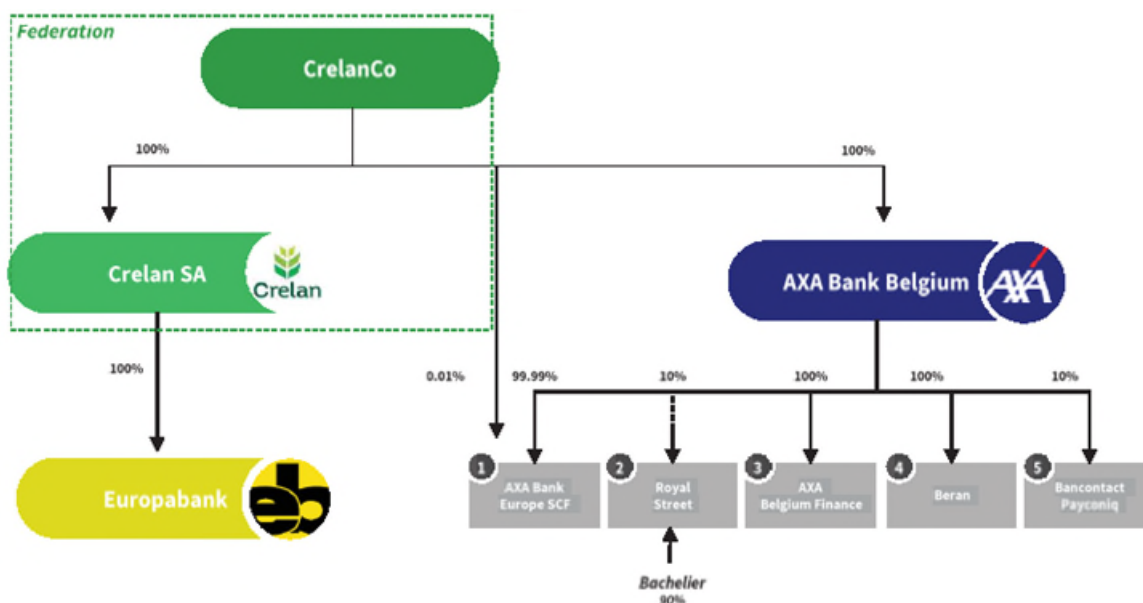 Federation
CrelanCo
100%
100%
Crelan SA
Crelan
AXA Bank Belgium
AXA
100%
0.01%
99.99%
10%
100%
100%
10%
Europabank
eb
1
AXA Bank
Europe SCF
2
Royal
Street
3
AXA
Belgium Finance
4
Beran
5
Bancontact
Payconiq
Bachelier
90%